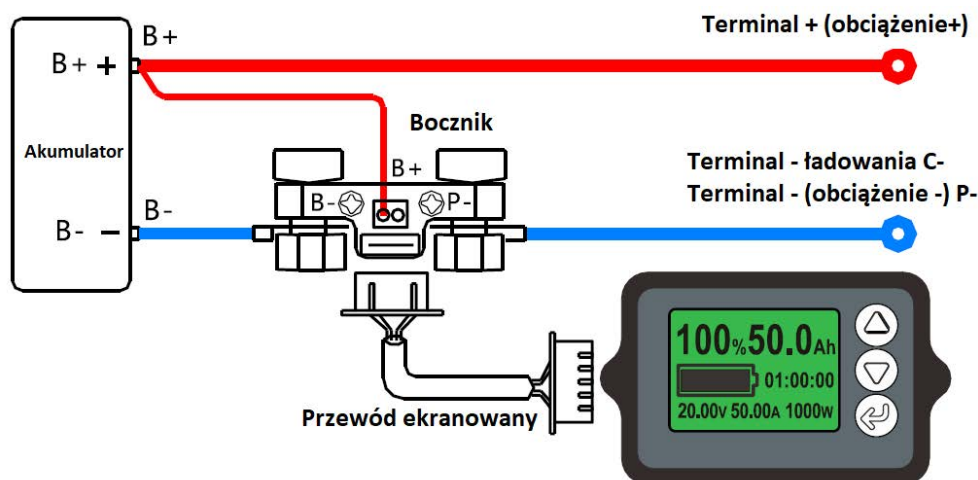 B+
Terminal + (obciążenie+)
B+ +
Akumulator
Bocznik
B+
B-
P-
Terminal - ładowania C-
Terminal - (obciążenie -) P-
B-
B- −
100% 50.0Ah
01:00:00
20.00V 50.00A 1000W
Przewód ekranowany